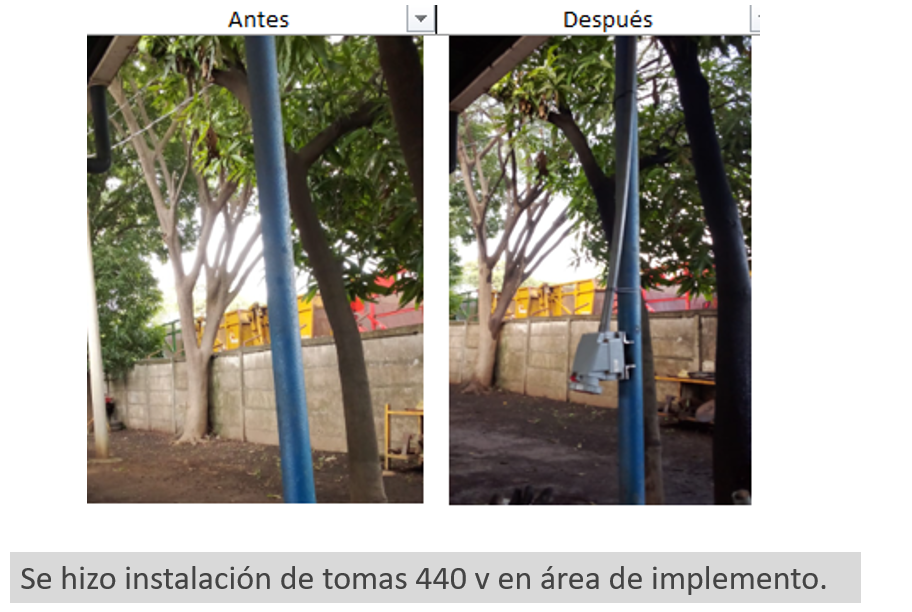 Antes
Después
Se hizo instalación de tomas 440 v en área de implemento.